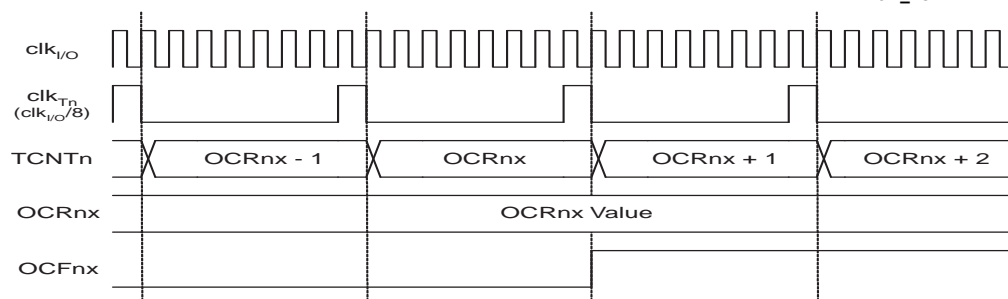 clkI/O
clkTn
(clkI/O/8)
TCNTn OCRnx - 1 OCRnx OCRnx + 1 OCRnx + 2
OCRnx OCRnx Value
OCFnx